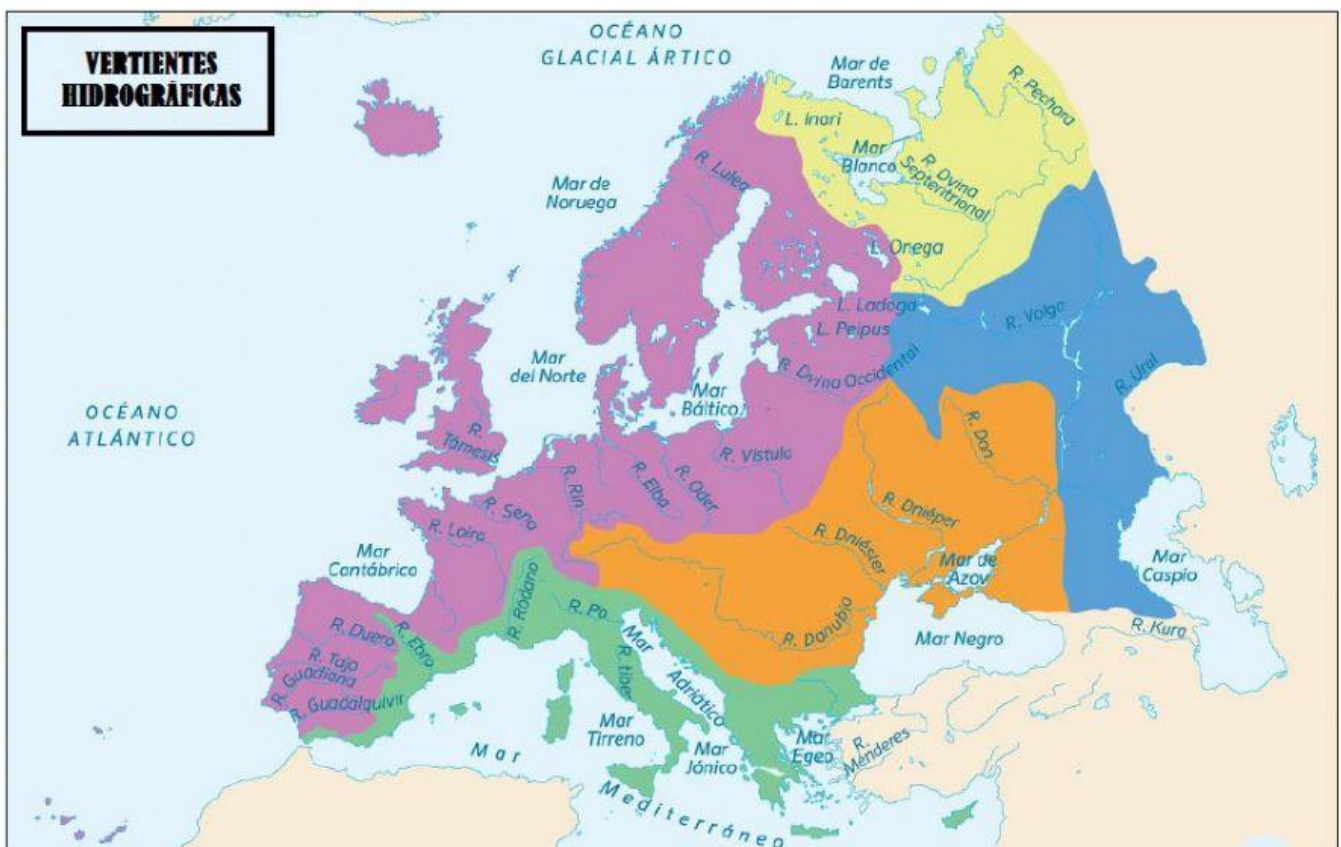 VERTIENTES
HIDROGRÁFICAS
OCÉANO
GLACIAL ÁRTICO
Mar de
Barents
R. Pechora
L. Inari
Mar
Blanco
R. Dvina
Septentrional
R. Lulea
Mar de
Noruega
L. Onega
L. Ladoga
L. Peipus
R. Volga
R. Dvina Occidental
R. Ural
Mar
del Norte
Mar
Báltico
OCÉANO
ATLÁNTICO
R.
Támesis
R. Vístula
R. Don
R. Rin
R. Elba
R. Oder
R. Sena
R. Loira
R. Dniéper
R. Dniéster
Mar
Cantábrico
Mar de
Azov
Mar
Caspio
R. Ródano
R. Po
R. Danubio
Mar Negro
R. Kura
R. Duero
R. Ebro
R. Tajo
R. Guadiana
R. Guadalquivir
R. tibe
Mar
Adriático
Mar
Tirreno
Mar
Jónico
Mar
Egeo
R.
Menderes
Mar
Mediterráneo